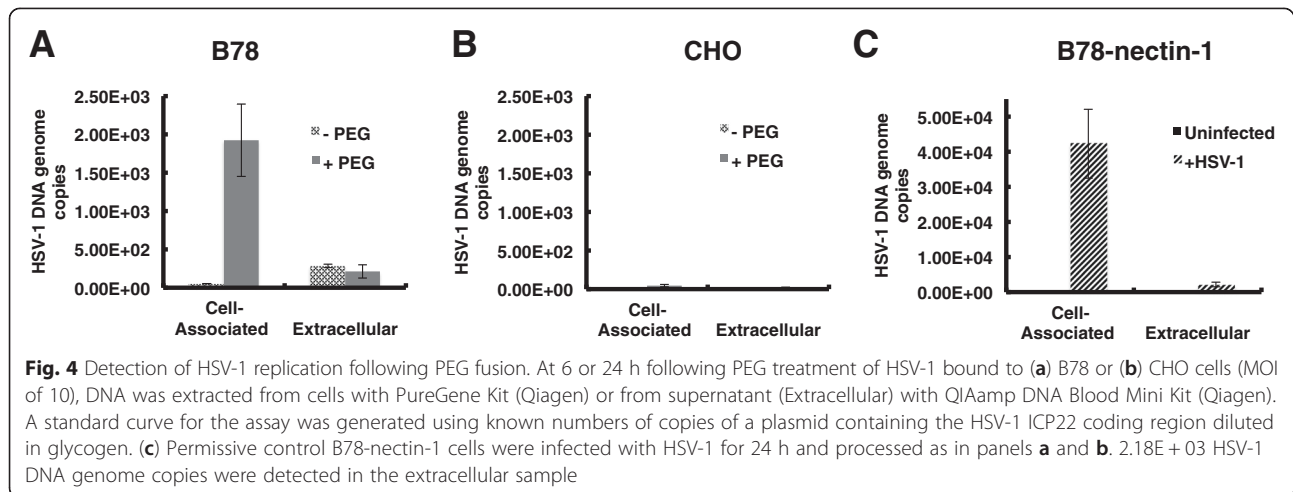 A
B78
HSV-1 DNA genome
copies
2.50E+03
2.00E+03
1.50E+03
1.00E+03
5.00E+02
0.00E+00
- PEG
+ PEG
Cell-
Associated
Extracellular
B
CHO
HSV-1 DNA genome
copies
2.50E+03
2.00E+03
1.50E+03
1.00E+03
5.00E+02
0.00E+00
- PEG
+ PEG
Cell-
Associated
Extracellular
C
B78-nectin-1
HSV-1 DNA genome
copies
5.00E+04
4.00E+04
3.00E+04
2.00E+04
1.00E+04
0.00E+00
Uninfected
+HSV-1
Cell-
Associated
Extracellular
Fig. 4 Detection of HSV-1 replication following PEG fusion. At 6 or 24 h following PEG treatment of HSV-1 bound to (a) B78 or (b) CHO cells (MOI
of 10), DNA was extracted from cells with PureGene Kit (Qiagen) or from supernatant (Extracellular) with QIAamp DNA Blood Mini Kit (Qiagen).
A standard curve for the assay was generated using known numbers of copies of a plasmid containing the HSV-1 ICP22 coding region diluted
in glycogen. (c) Permissive control B78-nectin-1 cells were infected with HSV-1 for 24 h and processed as in panels a and b. 2.18E + 03 HSV-1
DNA genome copies were detected in the extracellular sample